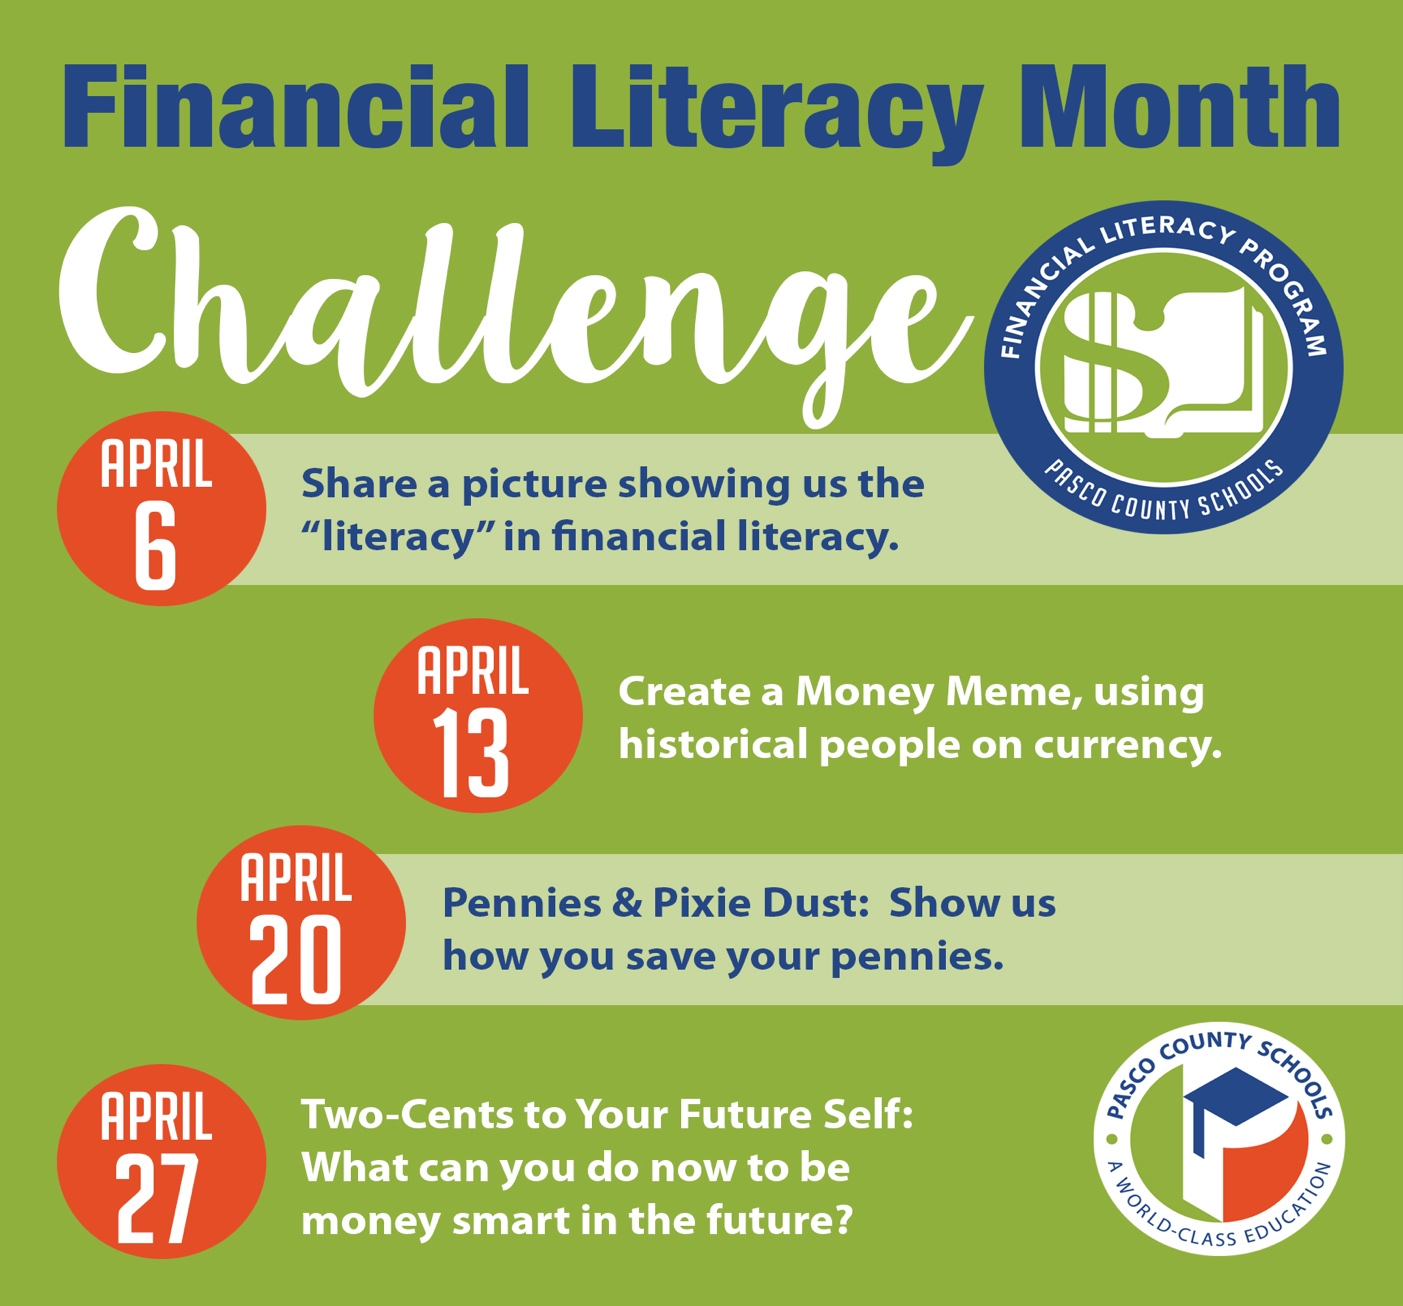 Financial Literacy Month
Challenge
FINANCIAL LITERACY PROGRAM
PASCO COUNTY SCHOOLS
APRIL
6
Share a picture showing us the
“literacy” in financial literacy.
APRIL
13
Create a Money Meme, using
historical people on currency.
APRIL
20
Pennies & Pixie Dust:  Show us
how you save your pennies.
APRIL
27
Two-Cents to Your Future Self:
What can you do now to be
money smart in the future?
PASCO COUNTY SCHOOLS
A WORLD-CLASS EDUCATION